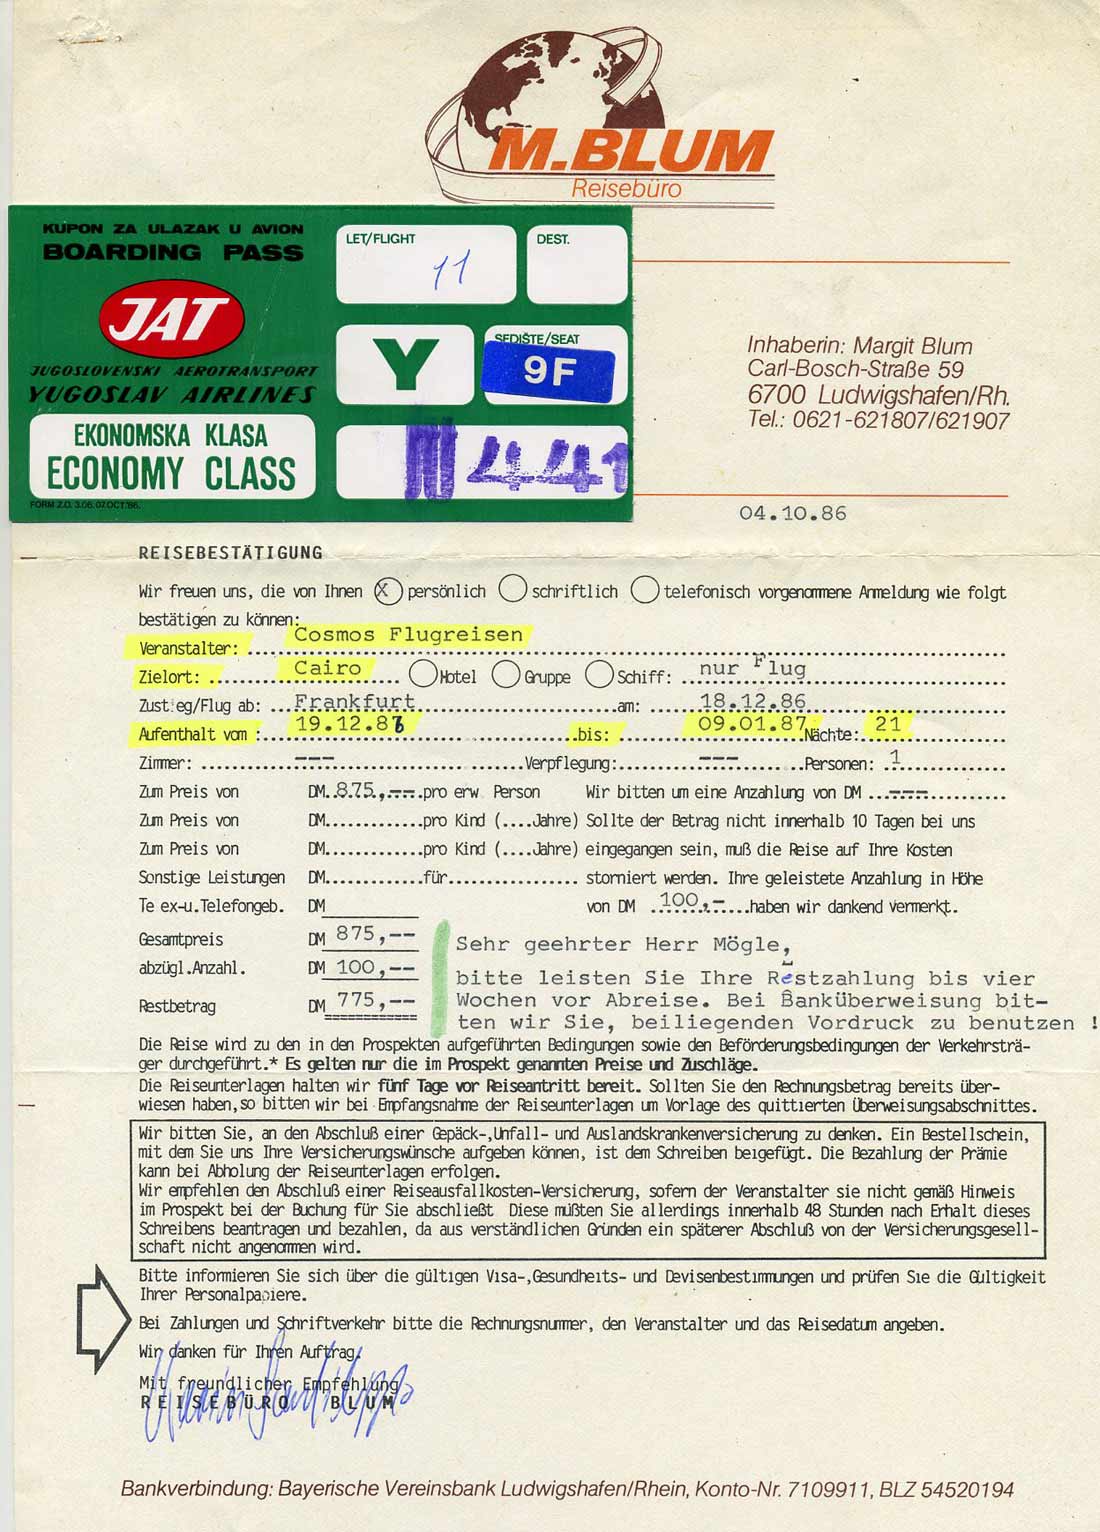 M.BLUM
Reisebüro
KUPON ZA ULAZAK U AVION
BOARDING PASS
JAT
JUGOSLOVENSKI AEROTRANSPORT
YUGOSLAV AIRLINES
EKONOMSKA KLASA
ECONOMY CLASS
FORM Z.O. 3.06.02 OCT.'86.
LET/FLIGHT
11
DEST.
Y
SEDIŠTE/SEAT
9F
441
Inhaberin: Margit Blum
Carl-Bosch-Straße 59
6700 Ludwigshafen/Rh.
Tel.: 0621-621807/621907
04.10.86
REISEBESTÄTIGUNG
Wir freuen uns, die von Ihnen (X) persönlich ◯ schriftlich ◯ telefonisch vorgenommene Anmeldung wie folgt
bestätigen zu können:
Veranstalter: Cosmos Flugreisen
Zielort: Cairo ◯ Hotel ◯ Gruppe ◯ Schiff: nur Flug
Zust eg/Flug ab: Frankfurt am: 18.12.86
Aufenthalt vom : 19.12.86 bis: 09.01.87 Nächte: 21
Zimmer: --- Verpflegung: --- Personen: 1
Zum Preis von DM 875,-- pro erw Person Wir bitten um eine Anzahlung von DM ---
Zum Preis von DM............pro Kind (....Jahre) Sollte der Betrag nicht innerhalb 10 Tagen bei uns
Zum Preis von DM............pro Kind (....Jahre) eingegangen sein, muß die Reise auf Ihre Kosten
Sonstige Leistungen DM............für................ storniert werden. Ihre geleistete Anzahlung in Höhe
Te ex-u.Telefongeb. DM von DM 100,- haben wir dankend vermerkt.
Gesamtpreis DM 875,--
abzügl.Anzahl. DM 100,--
Restbetrag DM 775,--
Sehr geehrter Herr Mögle,
bitte leisten Sie Ihre Restzahlung bis vier
Wochen vor Abreise. Bei Banküberweisung bit-
ten wir Sie, beiliegenden Vordruck zu benutzen !
Die Reise wird zu den in den Prospekten aufgeführten Bedingungen sowie den Beförderungsbedingungen der Verkehrsträ-
ger durchgeführt.* Es gelten nur die im Prospekt genannten Preise und Zuschläge.
Die Reiseunterlagen halten wir fünf Tage vor Reiseantritt bereit. Sollten Sie den Rechnungsbetrag bereits über-
wiesen haben, so bitten wir bei Empfangsnahme der Reiseunterlagen um Vorlage des quittierten Überweisungsabschnittes.
Wir bitten Sie, an den Abschluß einer Gepäck-,Unfall- und Auslandskrankenversicherung zu denken. Ein Bestellschein,
mit dem Sie uns Ihre Versicherungswünsche aufgeben können, ist dem Schreiben beigefügt. Die Bezahlung der Prämie
kann bei Abholung der Reiseunterlagen erfolgen.
Wir empfehlen den Abschluß einer Reiseausfallkosten-Versicherung, sofern der Veranstalter sie nicht gemäß Hinweis
im Prospekt bei der Buchung für Sie abschließt Diese müßten Sie allerdings innerhalb 48 Stunden nach Erhalt dieses
Schreibens beantragen und bezahlen, da aus verständlichen Gründen ein späterer Abschluß von der Versicherungsgesell-
schaft nicht angenommen wird.
Bitte informieren Sie sich über die gültigen Visa-,Gesundheits- und Devisenbestimmungen und prüfen Sie die Gültigkeit
Ihrer Personalpapiere.
Bei Zahlungen und Schriftverkehr bitte die Rechnungsnummer, den Veranstalter und das Reisedatum angeben.
Wir danken für Ihren Auftrag.
Mit freundlicher Empfehlung
REISEBÜRO BLUM
Bankverbindung: Bayerische Vereinsbank Ludwigshafen/Rhein, Konto-Nr. 7109911, BLZ 54520194